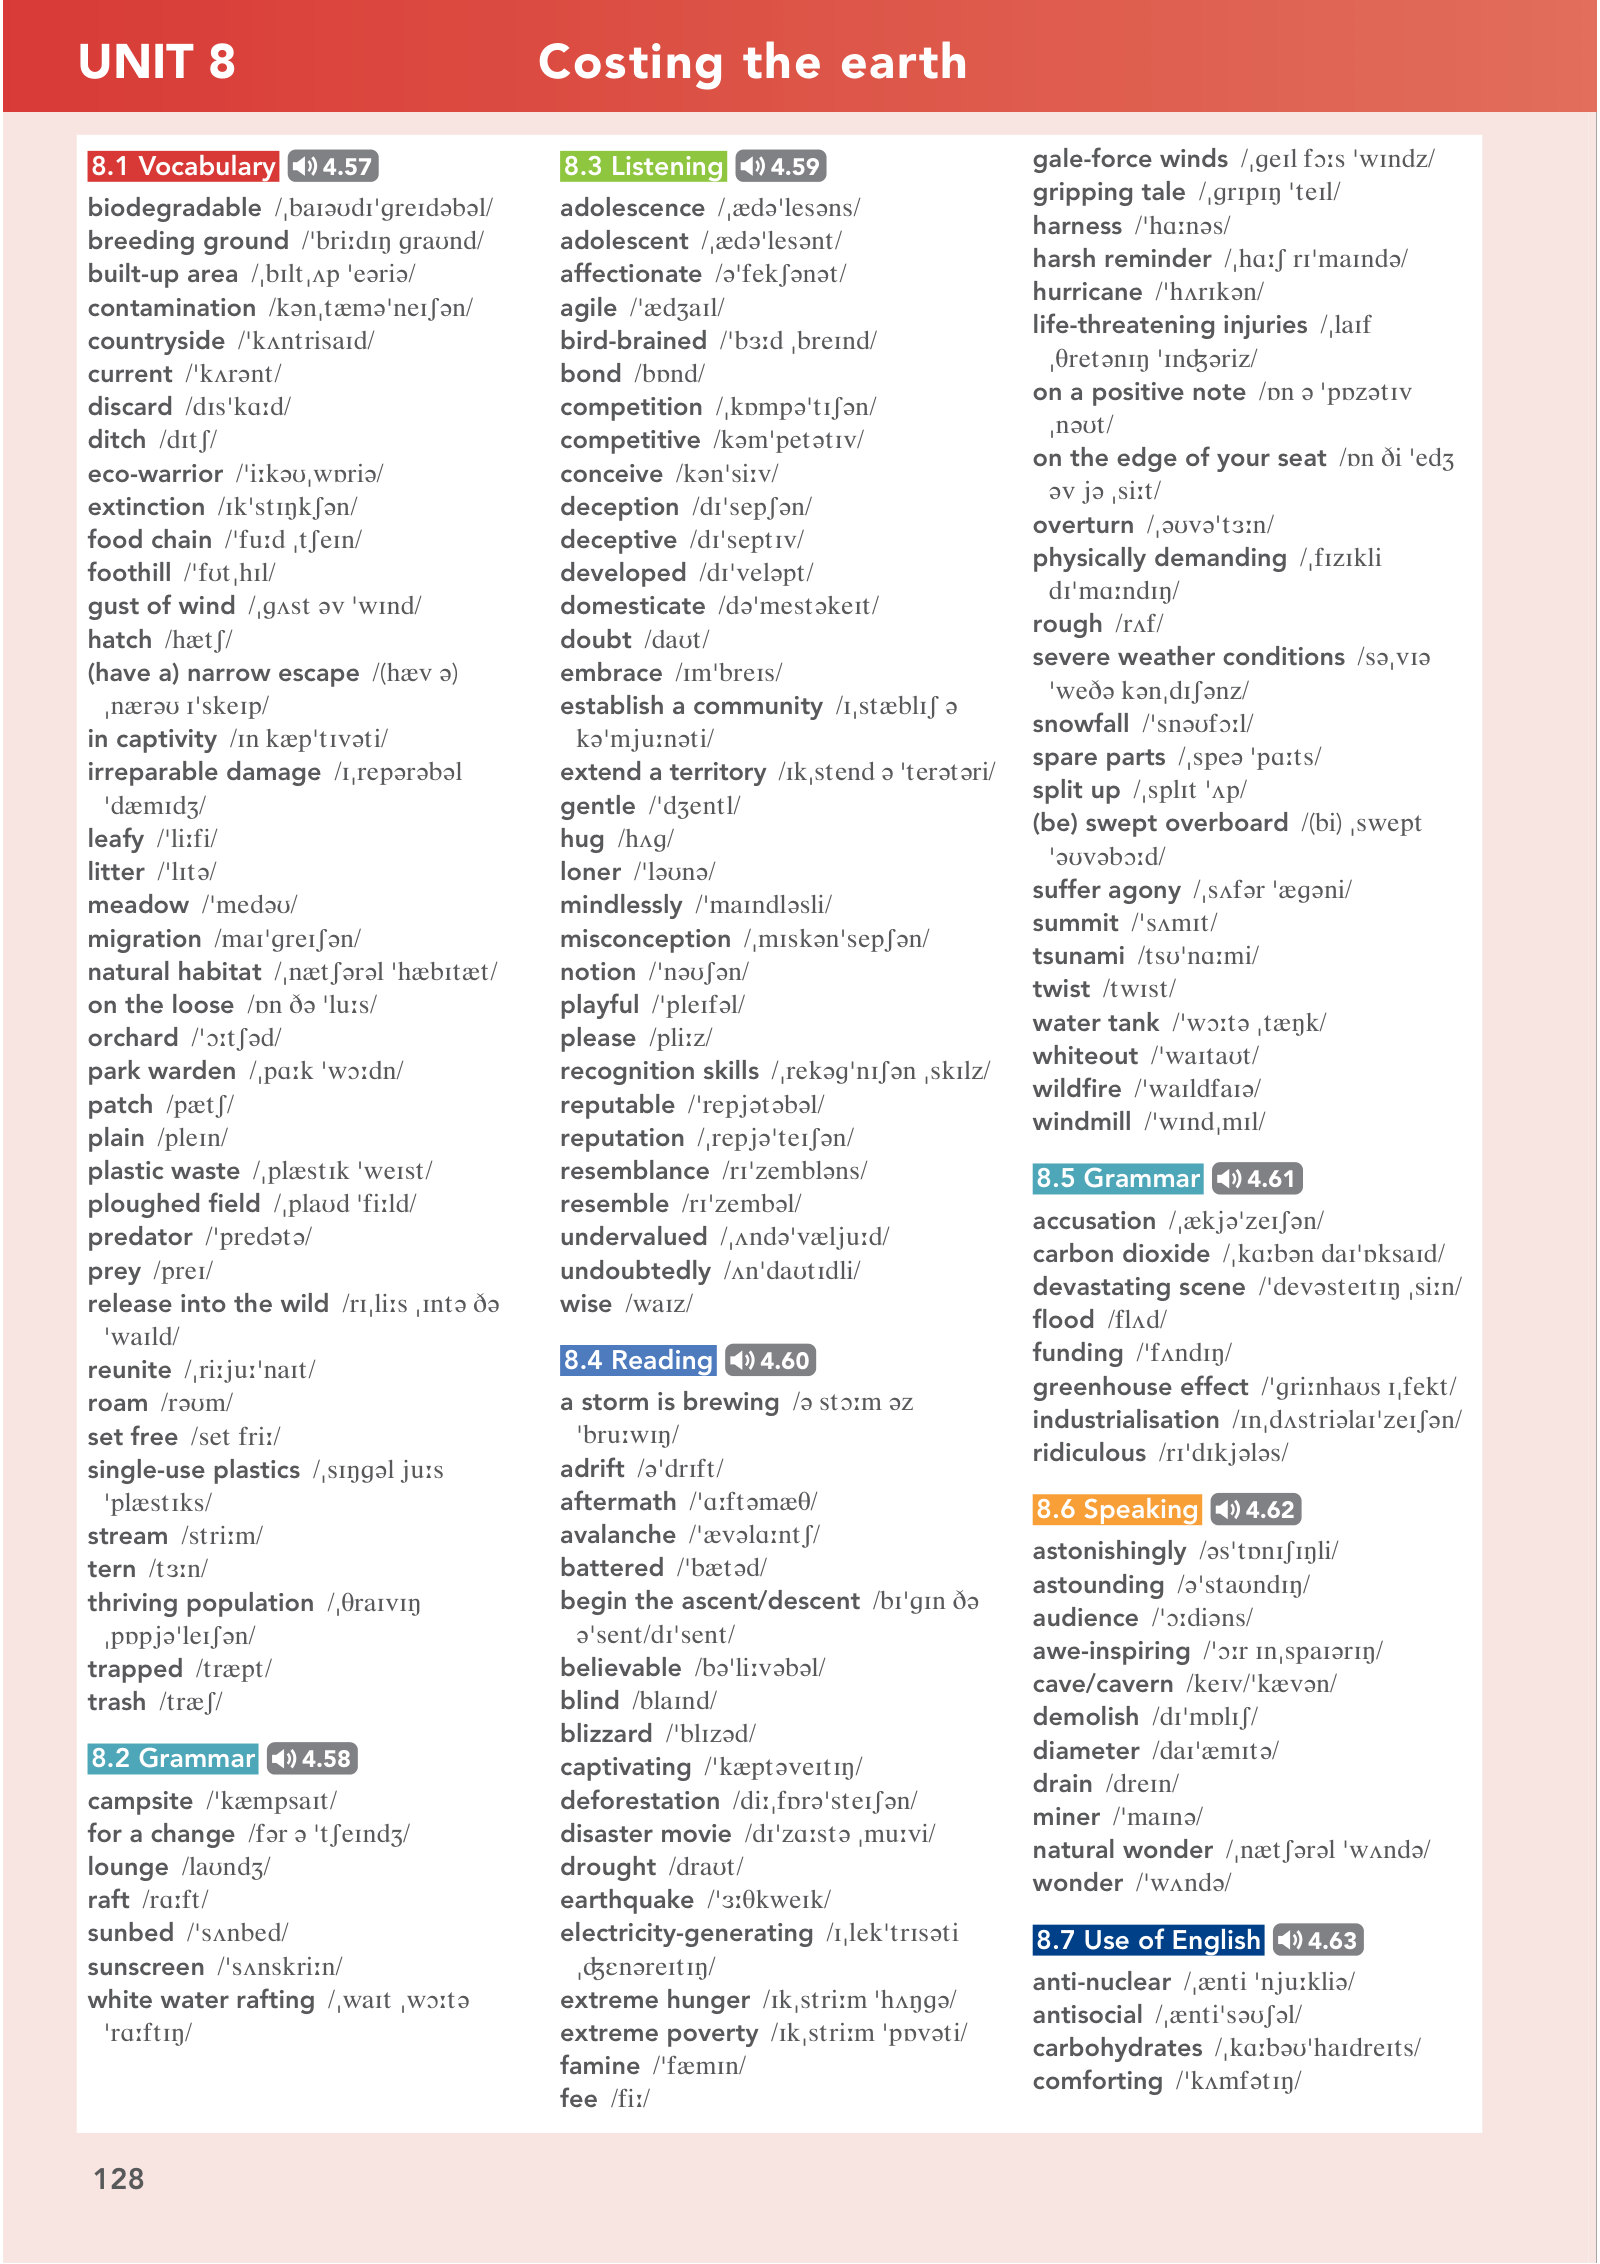 UNIT 8 Costing the earth
8.1 Vocabulary 4.57
biodegradable /ˌbaɪəʊdɪˈɡreɪdəbəl/
breeding ground /ˈbriːdɪŋ ɡraʊnd/
built-up area /ˌbɪltˌʌp ˈeəriə/
contamination /kənˌtæməˈneɪʃən/
countryside /ˈkʌntrisaɪd/
current /ˈkʌrənt/
discard /dɪsˈkɑːd/
ditch /dɪtʃ/
eco-warrior /ˈiːkəʊˌwɒriə/
extinction /ɪkˈstɪŋkʃən/
food chain /ˈfuːd ˌtʃeɪn/
foothill /ˈfʊtˌhɪl/
gust of wind /ˌɡʌst əv ˈwɪnd/
hatch /hætʃ/
(have a) narrow escape /(hæv ə)
ˌnærəʊ ɪˈskeɪp/
in captivity /ɪn kæpˈtɪvəti/
irreparable damage /ɪˌrepərəbəl
ˈdæmɪdʒ/
leafy /ˈliːfi/
litter /ˈlɪtə/
meadow /ˈmedəʊ/
migration /maɪˈɡreɪʃən/
natural habitat /ˌnætʃərəl ˈhæbɪtæt/
on the loose /ɒn ðə ˈluːs/
orchard /ˈɔːtʃəd/
park warden /ˌpɑːk ˈwɔːdn/
patch /pætʃ/
plain /pleɪn/
plastic waste /ˌplæstɪk ˈweɪst/
ploughed field /ˌplaʊd ˈfiːld/
predator /ˈpredətə/
prey /preɪ/
release into the wild /rɪˌliːs ˌɪntə ðə
ˈwaɪld/
reunite /ˌriːjuːˈnaɪt/
roam /rəʊm/
set free /set friː/
single-use plastics /ˌsɪŋɡəl juːs
ˈplæstɪks/
stream /striːm/
tern /tɜːn/
thriving population /ˌθraɪvɪŋ
ˌpɒpjəˈleɪʃən/
trapped /træpt/
trash /træʃ/
8.2 Grammar 4.58
campsite /ˈkæmpsaɪt/
for a change /fər ə ˈtʃeɪndʒ/
lounge /laʊndʒ/
raft /rɑːft/
sunbed /ˈsʌnbed/
sunscreen /ˈsʌnskriːn/
white water rafting /ˌwaɪt ˌwɔːtə
ˈrɑːftɪŋ/
8.3 Listening 4.59
adolescence /ˌædəˈlesəns/
adolescent /ˌædəˈlesənt/
affectionate /əˈfekʃənət/
agile /ˈædʒaɪl/
bird-brained /ˈbɜːd ˌbreɪnd/
bond /bɒnd/
competition /ˌkɒmpəˈtɪʃən/
competitive /kəmˈpetətɪv/
conceive /kənˈsiːv/
deception /dɪˈsepʃən/
deceptive /dɪˈseptɪv/
developed /dɪˈveləpt/
domesticate /dəˈmestəkeɪt/
doubt /daʊt/
embrace /ɪmˈbreɪs/
establish a community /ɪˌstæblɪʃ ə
kəˈmjuːnəti/
extend a territory /ɪkˌstend ə ˈterətəri/
gentle /ˈdʒentl/
hug /hʌɡ/
loner /ˈləʊnə/
mindlessly /ˈmaɪndləsli/
misconception /ˌmɪskənˈsepʃən/
notion /ˈnəʊʃən/
playful /ˈpleɪfəl/
please /pliːz/
recognition skills /ˌrekəɡˈnɪʃən ˌskɪlz/
reputable /ˈrepjətəbəl/
reputation /ˌrepjəˈteɪʃən/
resemblance /rɪˈzembləns/
resemble /rɪˈzembəl/
undervalued /ˌʌndəˈvæljuːd/
undoubtedly /ʌnˈdaʊtɪdli/
wise /waɪz/
8.4 Reading 4.60
a storm is brewing /ə stɔːm əz
ˈbruːwɪŋ/
adrift /əˈdrɪft/
aftermath /ˈɑːftəmæθ/
avalanche /ˈævəlɑːntʃ/
battered /ˈbætəd/
begin the ascent/descent /bɪˈɡɪn ðə
əˈsent/dɪˈsent/
believable /bəˈliːvəbəl/
blind /blaɪnd/
blizzard /ˈblɪzəd/
captivating /ˈkæptəveɪtɪŋ/
deforestation /diːˌfɒrəˈsteɪʃən/
disaster movie /dɪˈzɑːstə ˌmuːvi/
drought /draʊt/
earthquake /ˈɜːθkweɪk/
electricity-generating /ɪˌlekˈtrɪsəti
ˌʤɛnəreɪtɪŋ/
extreme hunger /ɪkˌstriːm ˈhʌŋɡə/
extreme poverty /ɪkˌstriːm ˈpɒvəti/
famine /ˈfæmɪn/
fee /fiː/
gale-force winds /ˌɡeɪl fɔːs ˈwɪndz/
gripping tale /ˌɡrɪpɪŋ ˈteɪl/
harness /ˈhɑːnəs/
harsh reminder /ˌhɑːʃ rɪˈmaɪndə/
hurricane /ˈhʌrɪkən/
life-threatening injuries /ˌlaɪf
ˌθretənɪŋ ˈɪnʤəriz/
on a positive note /ɒn ə ˈpɒzətɪv
ˌnəʊt/
on the edge of your seat /ɒn ði ˈedʒ
əv jə ˌsiːt/
overturn /ˌəʊvəˈtɜːn/
physically demanding /ˌfɪzɪkli
dɪˈmɑːndɪŋ/
rough /rʌf/
severe weather conditions /səˌvɪə
ˈweðə kənˌdɪʃənz/
snowfall /ˈsnəʊfɔːl/
spare parts /ˌspeə ˈpɑːts/
split up /ˌsplɪt ˈʌp/
(be) swept overboard /(bi) ˌswept
ˈəʊvəbɔːd/
suffer agony /ˌsʌfər ˈæɡəni/
summit /ˈsʌmɪt/
tsunami /tsʊˈnɑːmi/
twist /twɪst/
water tank /ˈwɔːtə ˌtæŋk/
whiteout /ˈwaɪtaʊt/
wildfire /ˈwaɪldfaɪə/
windmill /ˈwɪndˌmɪl/
8.5 Grammar 4.61
accusation /ˌækjəˈzeɪʃən/
carbon dioxide /ˌkɑːbən daɪˈɒksaɪd/
devastating scene /ˈdevəsteɪtɪŋ ˌsiːn/
flood /flʌd/
funding /ˈfʌndɪŋ/
greenhouse effect /ˈɡriːnhaʊs ɪˌfekt/
industrialisation /ɪnˌdʌstriəlaɪˈzeɪʃən/
ridiculous /rɪˈdɪkjələs/
8.6 Speaking 4.62
astonishingly /əsˈtɒnɪʃɪŋli/
astounding /əˈstaʊndɪŋ/
audience /ˈɔːdiəns/
awe-inspiring /ˈɔːr ɪnˌspaɪərɪŋ/
cave/cavern /keɪv/ˈkævən/
demolish /dɪˈmɒlɪʃ/
diameter /daɪˈæmɪtə/
drain /dreɪn/
miner /ˈmaɪnə/
natural wonder /ˌnætʃərəl ˈwʌndə/
wonder /ˈwʌndə/
8.7 Use of English 4.63
anti-nuclear /ˌænti ˈnjuːkliə/
antisocial /ˌæntiˈsəʊʃəl/
carbohydrates /ˌkɑːbəʊˈhaɪdreɪts/
comforting /ˈkʌmfətɪŋ/
128